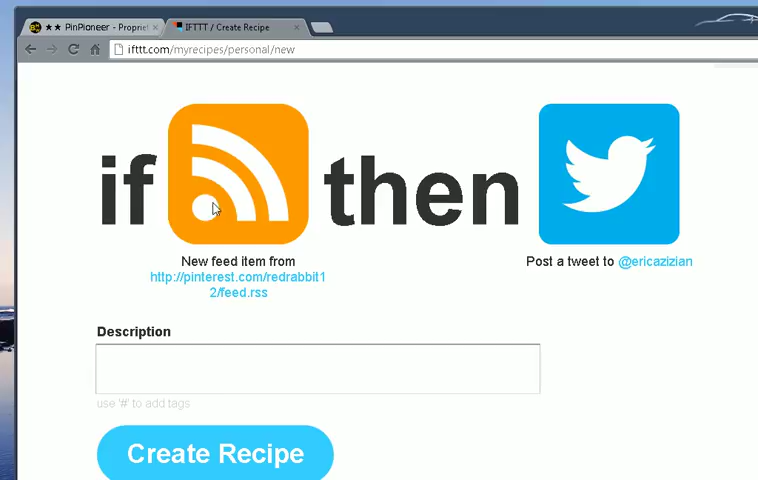 ★★ PinPioneer - Propriet
IFTTT / Create Recipe
ifttt.com/myrecipes/personal/new
if then
New feed item from
http://pinterest.com/redrabbit1
2/feed.rss
Post a tweet to @ericazizian
Description
use '#' to add tags
Create Recipe